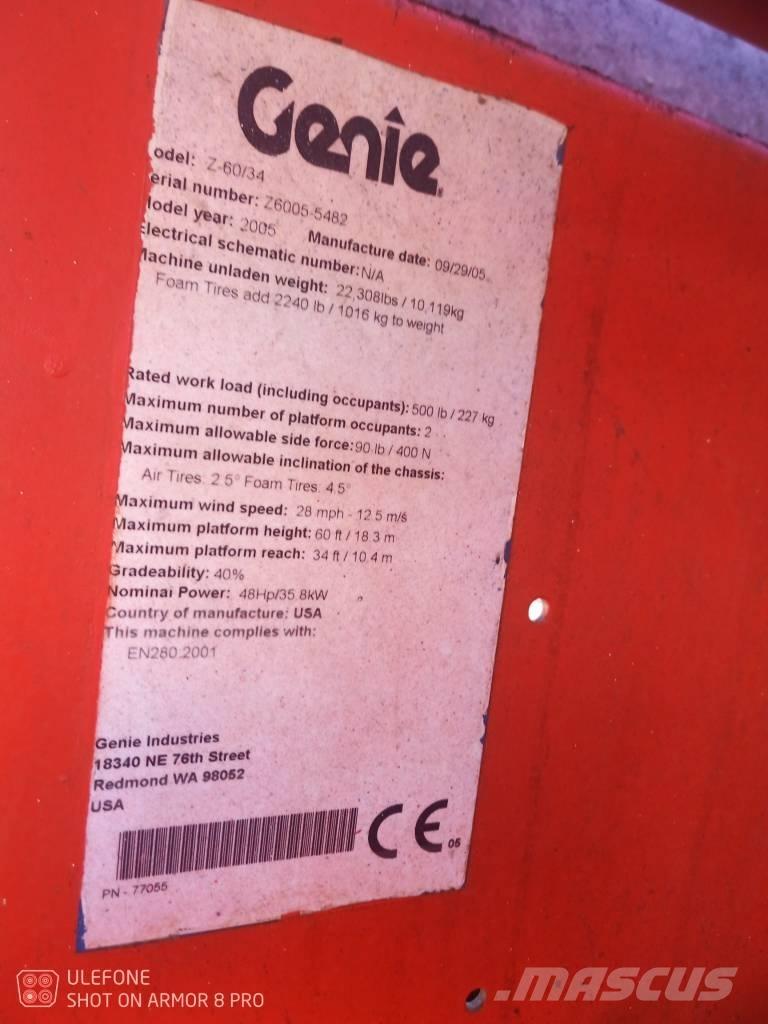 Genie
odel: Z-60/34
erial number: Z6005-5482
lodel year: 2005 Manufacture date: 09/29/05
Electrical schematic number: N/A
Machine unladen weight: 22,308lbs / 10,119kg
Foam Tires add 2240 lb / 1016 kg to weight
Rated work load (including occupants): 500 lb / 227 kg
Maximum number of platform occupants: 2
Maximum allowable side force: 90 lb / 400 N
Maximum allowable inclination of the chassis:
Air Tires: 2.5° Foam Tires: 4.5°
Maximum wind speed: 28 mph - 12.5 m/s
Maximum platform height: 60 ft / 18.3 m
Maximum platform reach: 34 ft / 10.4 m
Gradeability: 40%
Nominal Power: 48Hp/35.8kW
Country of manufacture: USA
This machine complies with:
EN280:2001
Genie Industries
18340 NE 76th Street
Redmond WA 98052
USA
CE 05
PN - 77055
ULEFONE
SHOT ON ARMOR 8 PRO
MASCUS